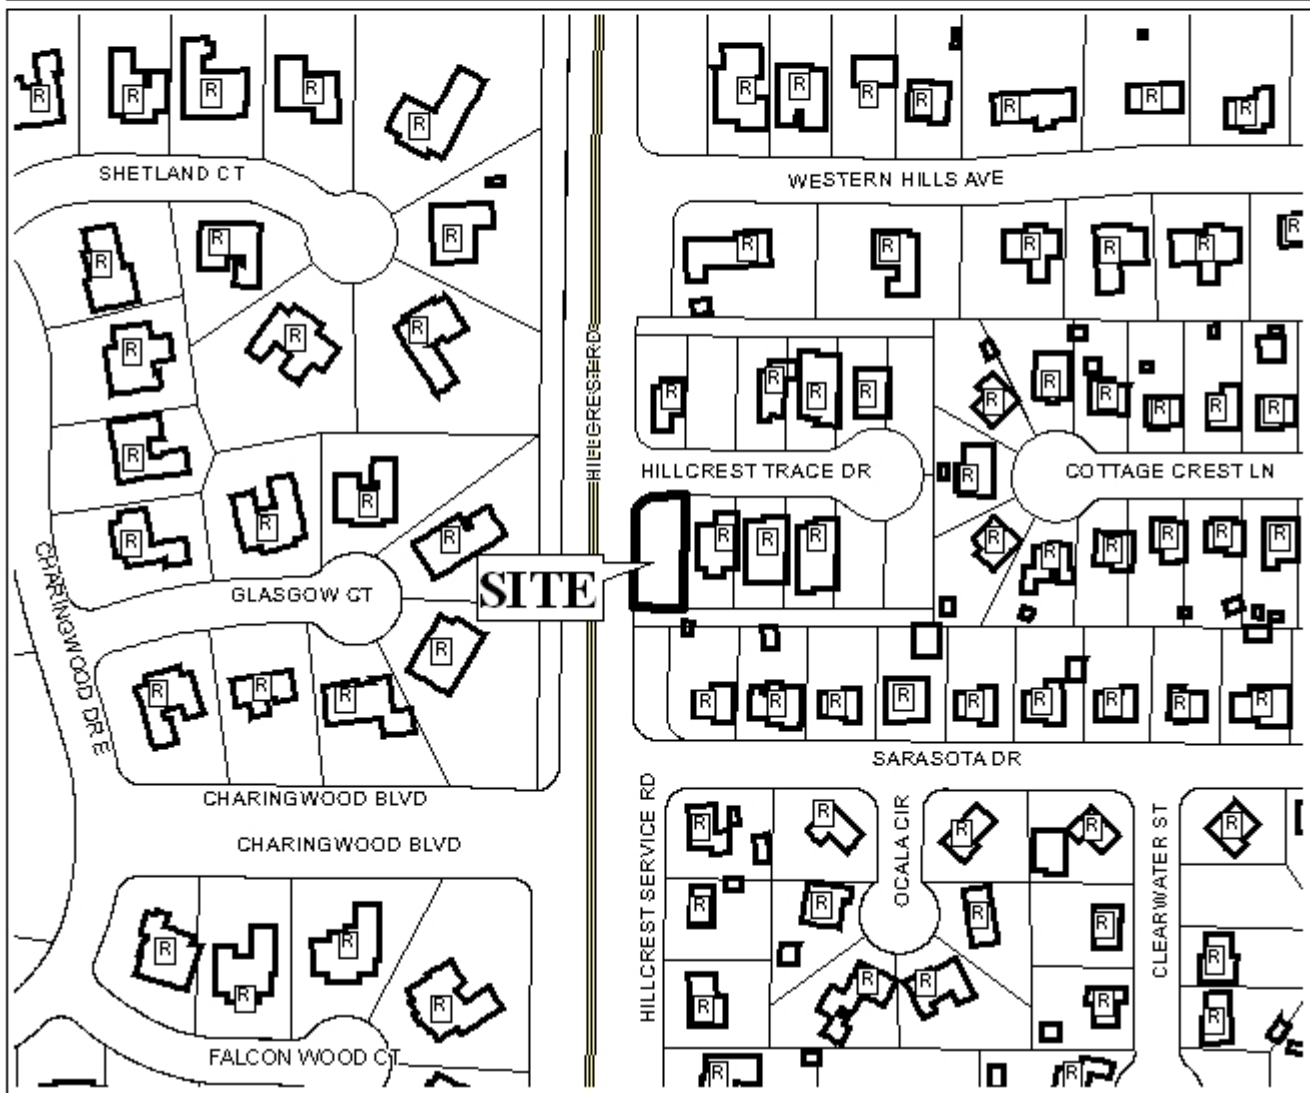 R R R R R R R R R R R R
SHETLAND CT
WESTERN HILLS AVE
R R R R R R R R R
R R R
HILLCREST RD
R R R R R R R R R R
R R R
HILLCREST TRACE DR
COTTAGE CREST LN
R R R R R R R R R R R R
SITE
GLASGOW CT
CHARINGWOOD DR E
R R R R R R R R R R R R R
SARASOTA DR
CHARINGWOOD BLVD
CHARINGWOOD BLVD
R R R R R
HILLCREST SERVICE RD
OCALA CIR
CLEARWATER ST
R R R R
R R R R R R R R R R
FALCON WOOD CT
R R